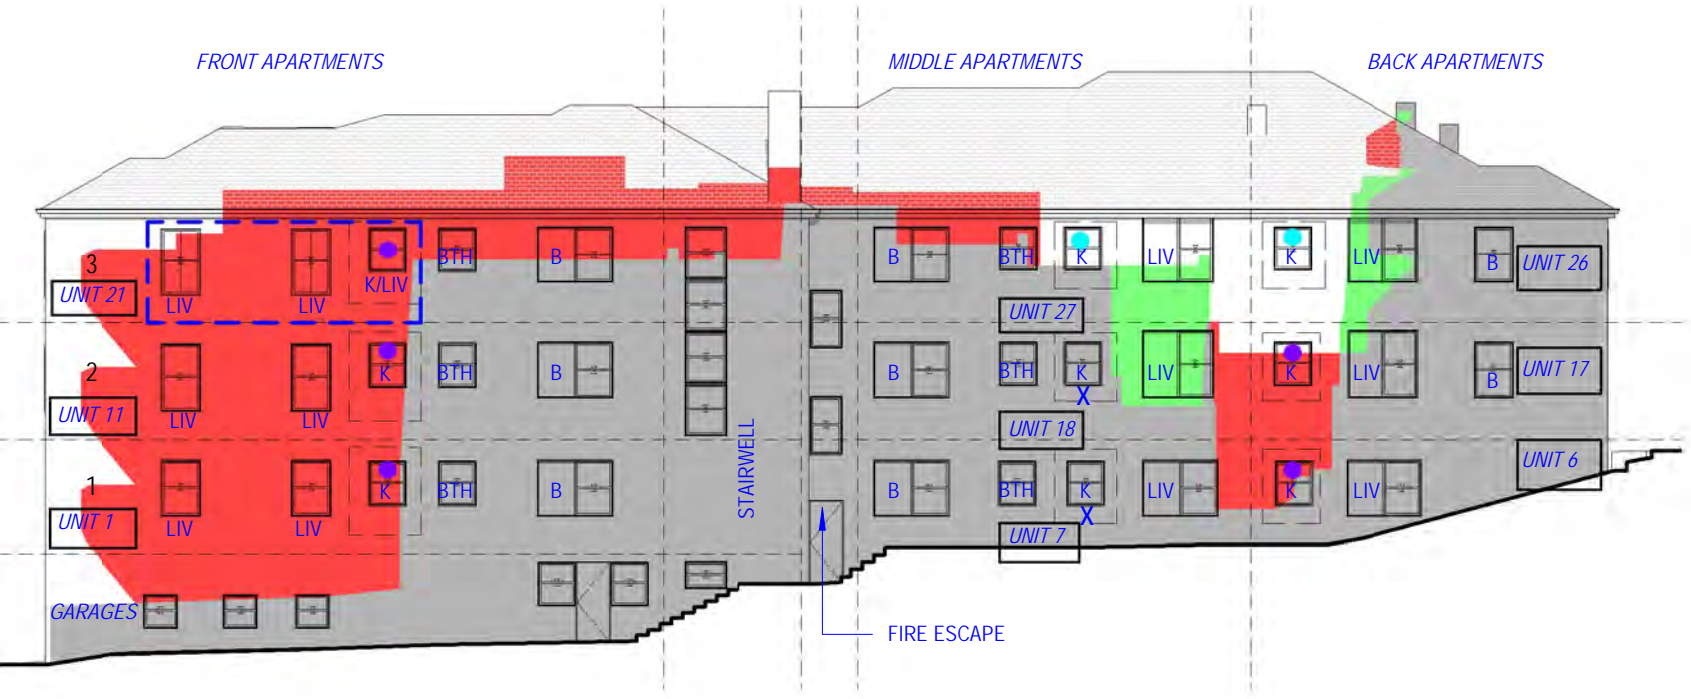 FRONT APARTMENTS
MIDDLE APARTMENTS
BACK APARTMENTS
3
UNIT 21
LIV
LIV
K/LIV
BTH
B
B
BTH
K
LIV
K
LIV
B
UNIT 26
UNIT 27
2
UNIT 11
LIV
LIV
K
BTH
B
B
BTH
K
X
LIV
K
LIV
B
UNIT 17
UNIT 18
1
UNIT 1
LIV
LIV
K
BTH
B
STAIRWELL
B
BTH
K
X
LIV
K
LIV
UNIT 6
UNIT 7
GARAGES
FIRE ESCAPE